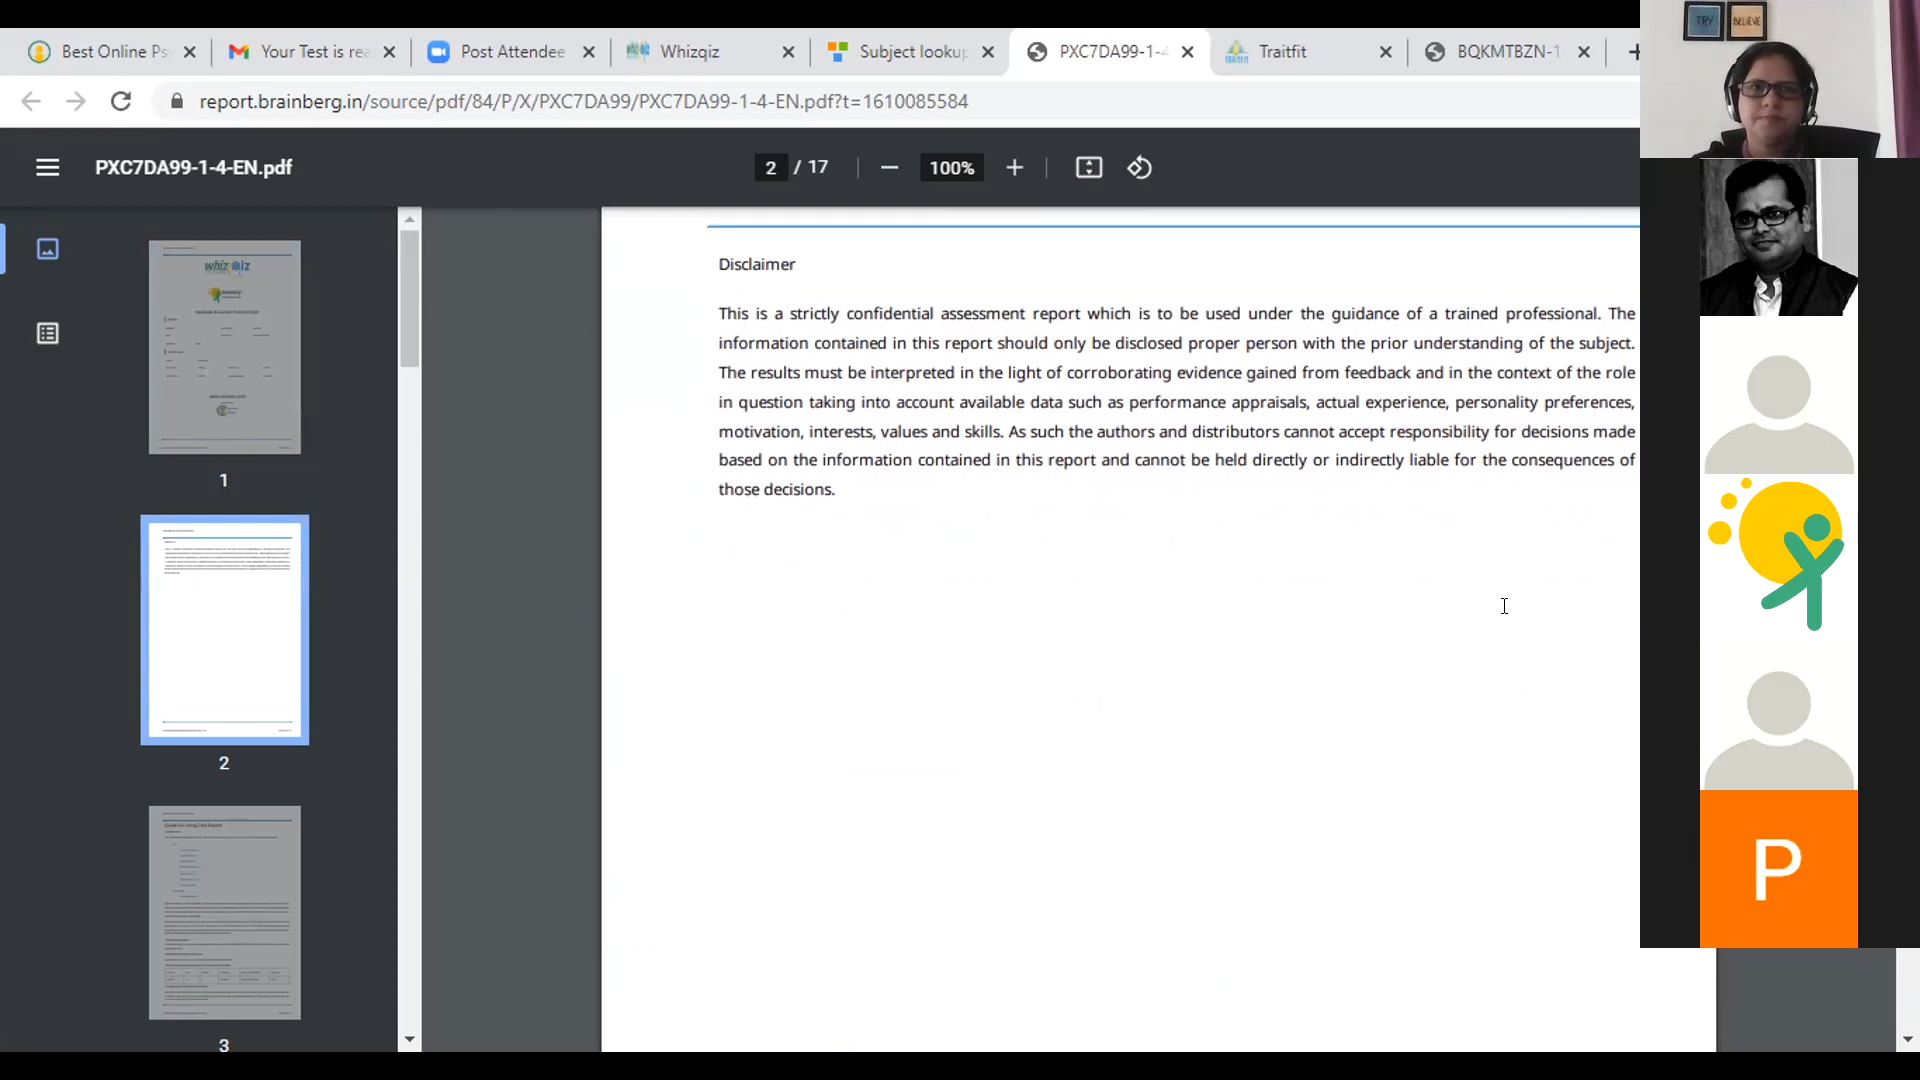 Best Online Ps
Your Test is rea
Post Attendee
Whizqiz
Subject lookup
PXC7DA99-1-4
Traitfit
BQKMTBZN-1
report.brainberg.in/source/pdf/84/P/X/PXC7DA99/PXC7DA99-1-4-EN.pdf?t=1610085584
PXC7DA99-1-4-EN.pdf
2 / 17
100%
TRY
BELIEVE
Disclaimer
This is a strictly confidential assessment report which is to be used under the guidance of a trained professional. The
information contained in this report should only be disclosed proper person with the prior understanding of the subject.
The results must be interpreted in the light of corroborating evidence gained from feedback and in the context of the role
in question taking into account available data such as performance appraisals, actual experience, personality preferences,
motivation, interests, values and skills. As such the authors and distributors cannot accept responsibility for decisions made
based on the information contained in this report and cannot be held directly or indirectly liable for the consequences of
those decisions.
1
2
Guide for Using This Report
3
P